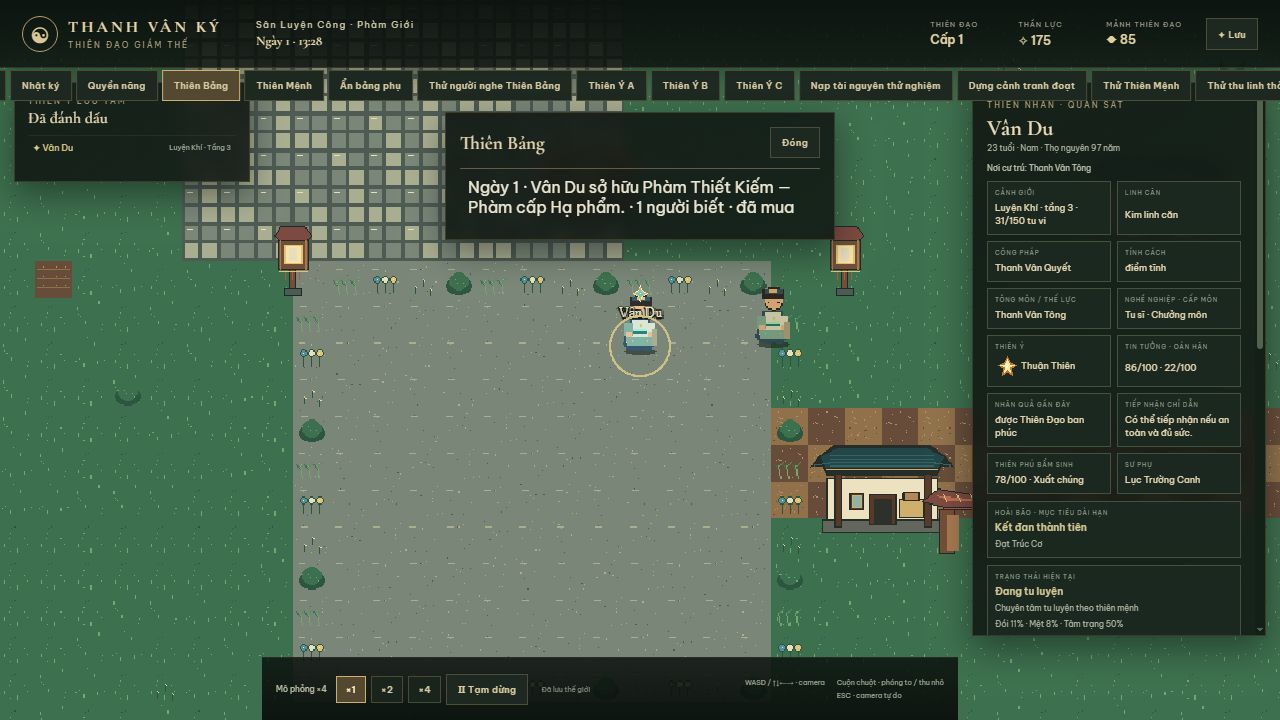 THANH VÂN KÝ
THIÊN ĐẠO GIÁM THẾ
Sân Luyện Công · Phàm Giới
Ngày 1 · 13:28
THIÊN ĐẠO
Cấp 1
THẦN LỰC
✧ 175
MẢNH THIÊN ĐẠO
85
✦ Lưu
Nhật ký
Quyền năng
Thiên Bảng
Thiên Mệnh
Ẩn bảng phụ
Thử người nghe Thiên Bảng
Thiên Ý A
Thiên Ý B
Thiên Ý C
Nạp tài nguyên thử nghiệm
Dựng cảnh tranh đoạt
Thử Thiên Mệnh
Thử thu linh th
THIÊN Ý LƯU TÂM
Đã đánh dấu
✦ Vân Du
Luyện Khí · Tầng 3
Thiên Bảng
Đóng
Ngày 1 · Vân Du sở hữu Phàm Thiết Kiếm —
Phàm cấp Hạ phẩm. · 1 người biết · đã mua
Vân Du
THIÊN NHÃN · QUAN SÁT
Vân Du
23 tuổi · Nam · Thọ nguyên 97 năm
Nơi cư trú: Thanh Vân Tông
CẢNH GIỚI
Luyện Khí · tầng 3 ·
31/150 tu vi
LINH CĂN
Kim linh căn
CÔNG PHÁP
Thanh Vân Quyết
TÍNH CÁCH
điềm tĩnh
TÔNG MÔN / THẾ LỰC
Thanh Vân Tông
NGHỀ NGHIỆP · CẤP MÔN
Tu sĩ · Chưởng môn
THIÊN Ý
Thuận Thiên
TIN TƯỞNG · OÁN HẬN
86/100 · 22/100
NHÂN QUẢ GẦN ĐÂY
được Thiên Đạo ban
phúc
TIẾP NHẬN CHỈ DẪN
Có thể tiếp nhận nếu an
toàn và đủ sức.
THIÊN PHÚ BẨM SINH
78/100 · Xuất chúng
SƯ PHỤ
Lục Trường Canh
HOÀI BÃO · MỤC TIÊU DÀI HẠN
Kết đan thành tiên
Đạt Trúc Cơ
TRẠNG THÁI HIỆN TẠI
Đang tu luyện
Chuyên tâm tu luyện theo thiên mệnh
Đói 11% · Mệt 8% · Tâm trạng 50%
Mô phỏng ×4
×1
×2
×4
Ⅱ Tạm dừng
Đã lưu thế giới
WASD / ↑↓←→ · camera
Cuộn chuột · phóng to / thu nhỏ
ESC · camera tự do